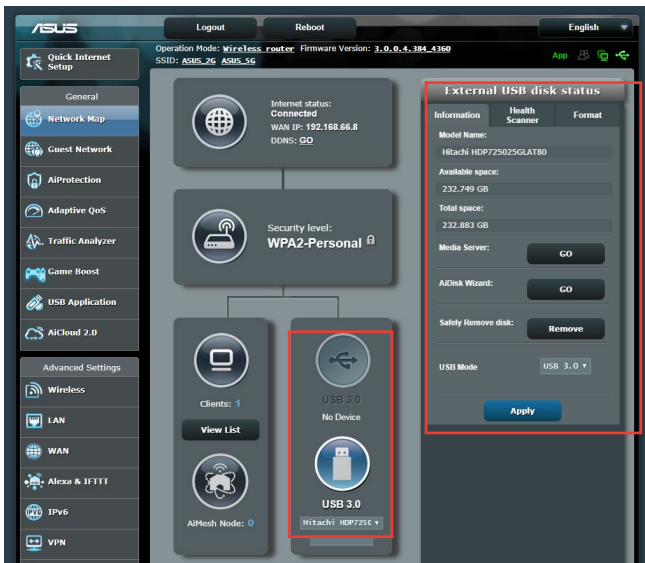 ASUS
Logout
Reboot
English
Quick Internet
Setup
Operation Mode: Wireless router Firmware Version: 3.0.0.4.384_4360
SSID: ASUS_2G ASUS_5G
App
General
Network Map
Guest Network
AiProtection
Adaptive QoS
Traffic Analyzer
Game Boost
USB Application
AiCloud 2.0
Advanced Settings
Wireless
LAN
WAN
Alexa & IFTTT
IPv6
VPN
Internet status:
Connected
WAN IP: 192.168.66.8
DDNS: GO
Security level:
WPA2-Personal
Clients: 1
View List
AiMesh Node: 0
USB 3.0
No Device
USB 3.0
Hitachi HDP725C
External USB disk status
Information
Health
Scanner
Format
Model Name:
Hitachi HDP725025GLAT80
Available space:
232.749 GB
Total space:
232.883 GB
Media Server:
GO
AiDisk Wizard:
GO
Safely Remove disk:
Remove
USB Mode
USB 3.0
Apply